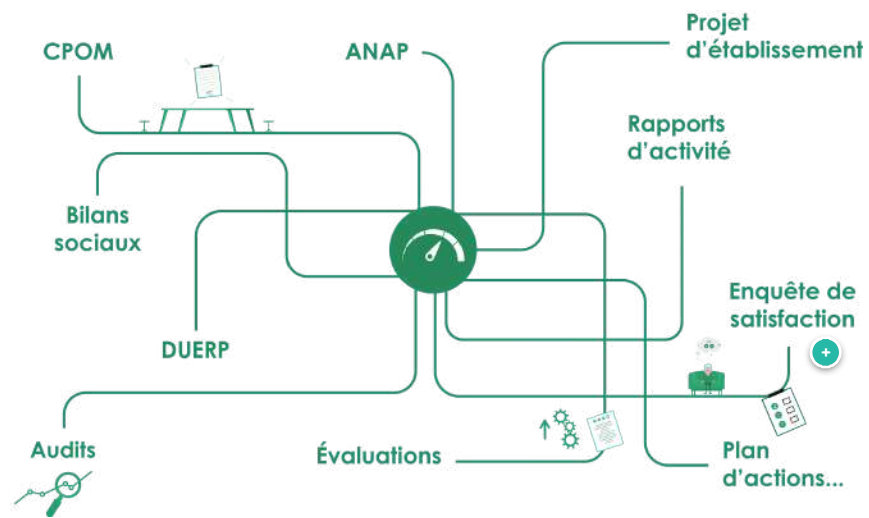 CPOM
ANAP
Projet
d'établissement
Rapports
d'activité
Bilans
sociaux
Enquête de
satisfaction
DUERP
Audits
Évaluations
Plan
d'actions...